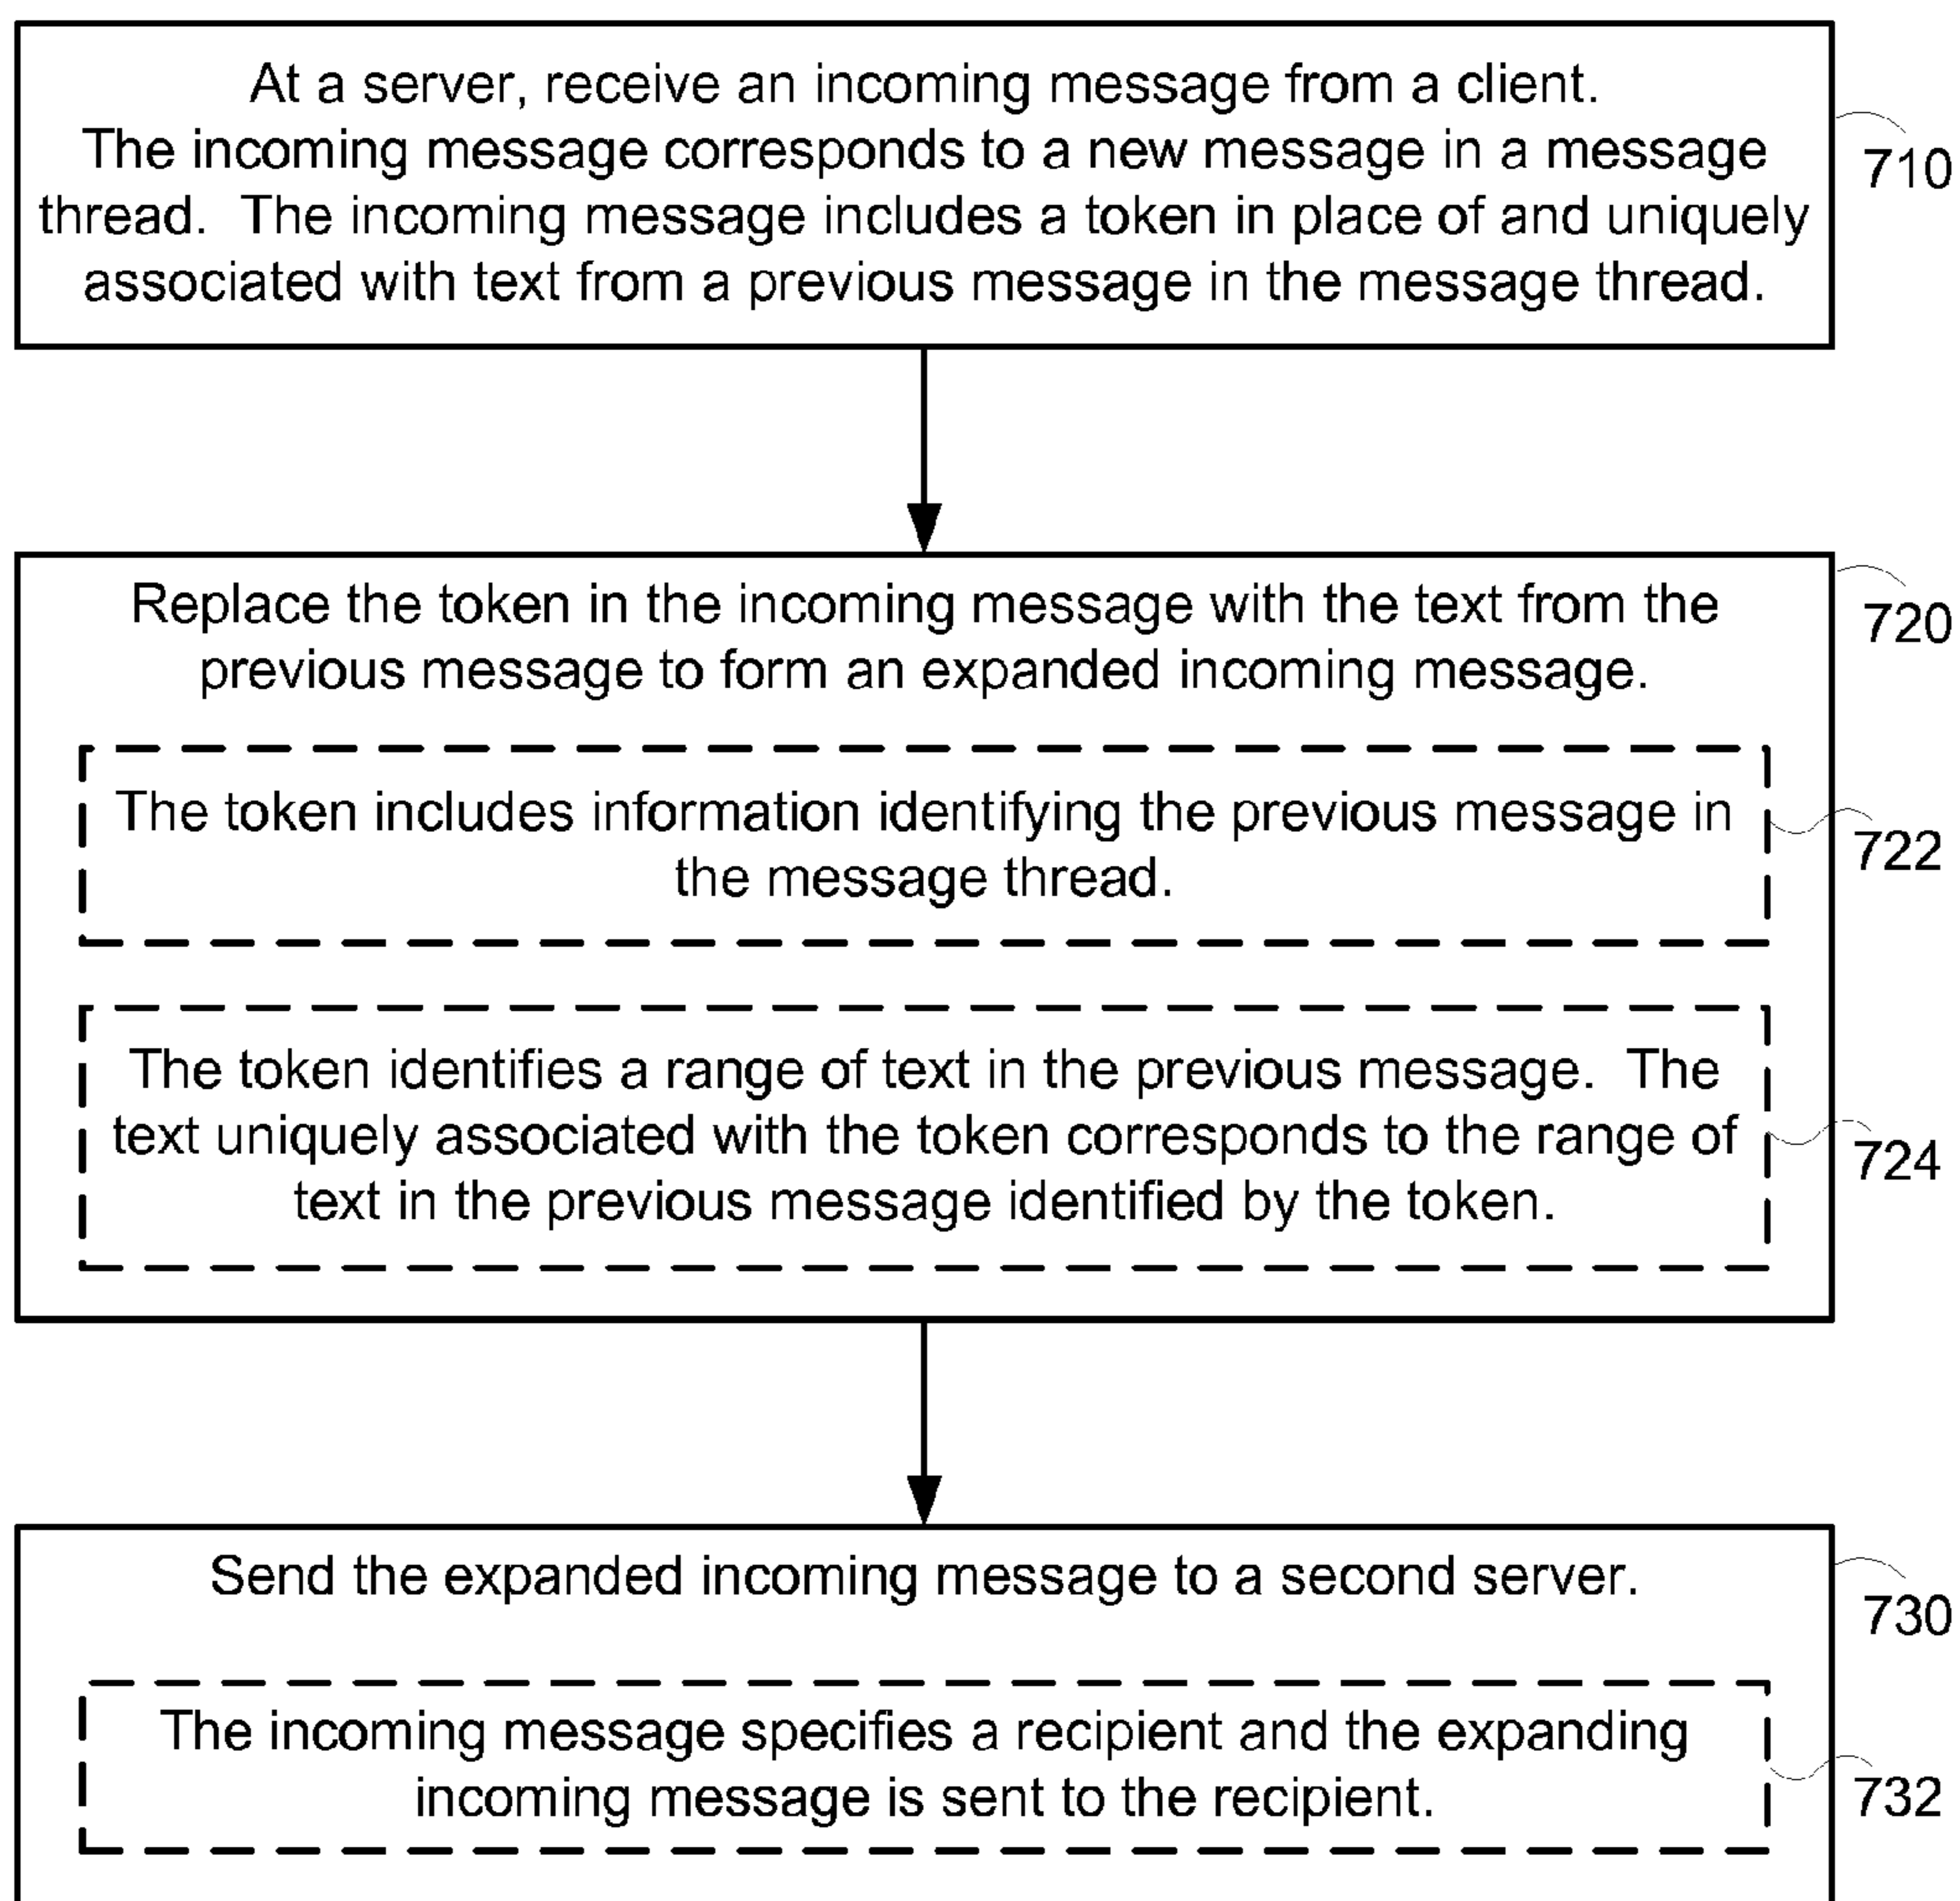 At a server, receive an incoming message from a client.
The incoming message corresponds to a new message in a message
thread. The incoming message includes a token in place of and uniquely
associated with text from a previous message in the message thread.
710
Replace the token in the incoming message with the text from the
previous message to form an expanded incoming message.
720
The token includes information identifying the previous message in
the message thread.
722
The token identifies a range of text in the previous message. The
text uniquely associated with the token corresponds to the range of
text in the previous message identified by the token.
724
Send the expanded incoming message to a second server.
730
The incoming message specifies a recipient and the expanding
incoming message is sent to the recipient.
732